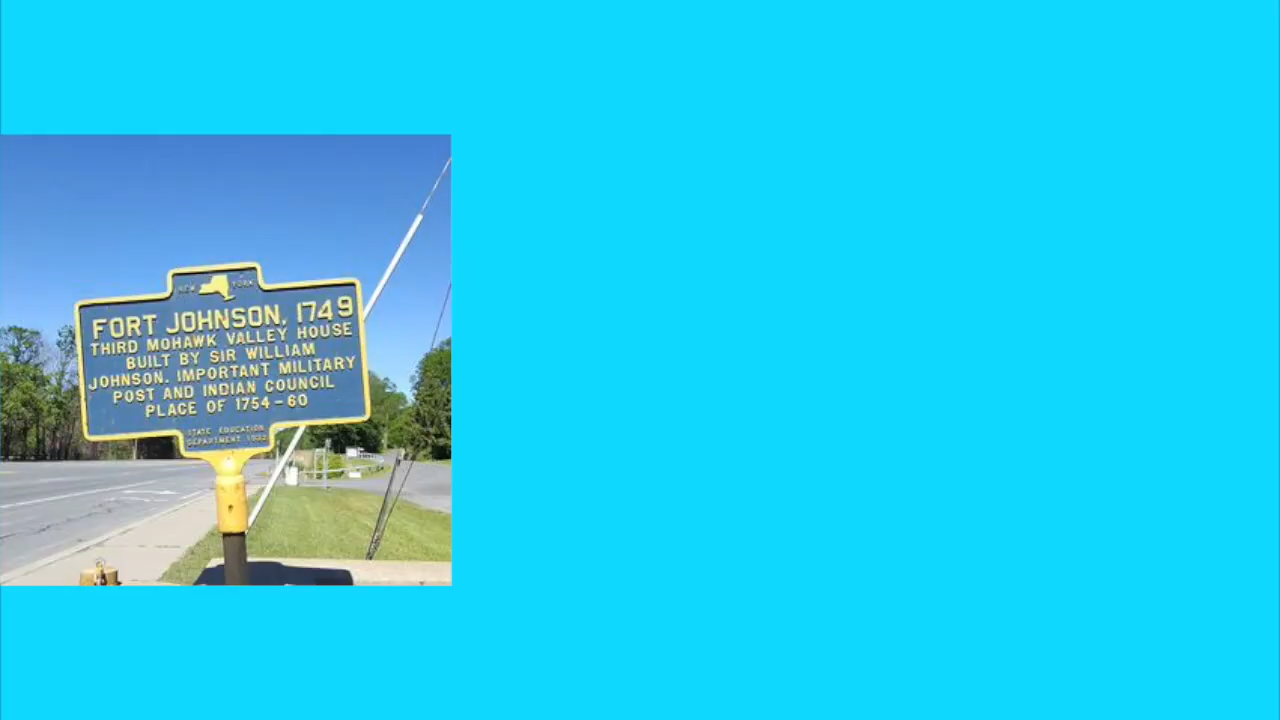 NEW YORK
FORT JOHNSON, 1749
THIRD MOHAWK VALLEY HOUSE
BUILT BY SIR WILLIAM
JOHNSON. IMPORTANT MILITARY
POST AND INDIAN COUNCIL
PLACE OF 1754-60
STATE EDUCATION
DEPARTMENT